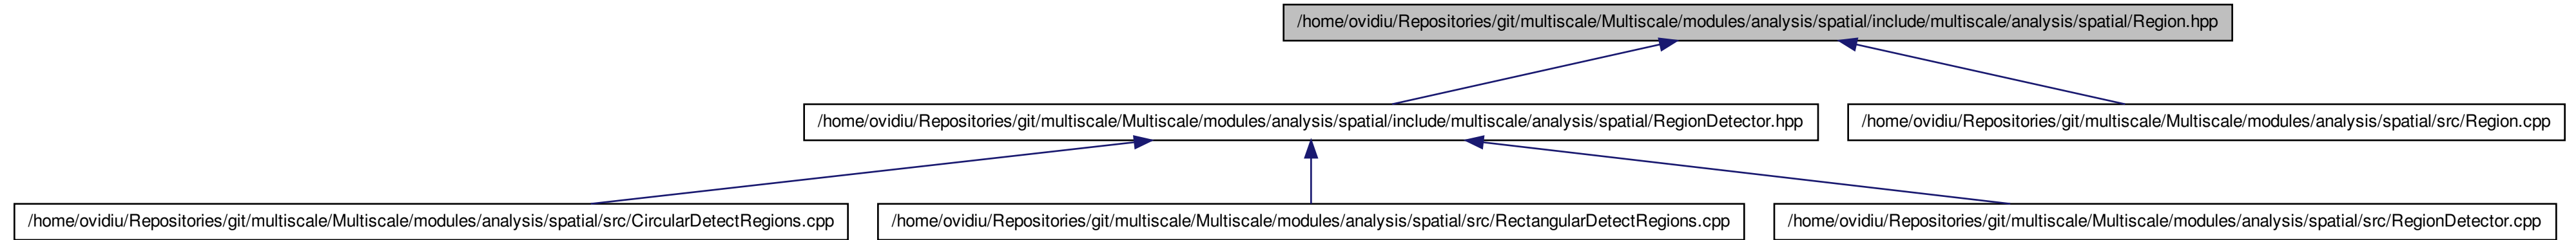 /home/ovidiu/Repositories/git/multiscale/Multiscale/modules/analysis/spatial/include/multiscale/analysis/spatial/Region.hpp
/home/ovidiu/Repositories/git/multiscale/Multiscale/modules/analysis/spatial/include/multiscale/analysis/spatial/RegionDetector.hpp
/home/ovidiu/Repositories/git/multiscale/Multiscale/modules/analysis/spatial/src/Region.cpp
/home/ovidiu/Repositories/git/multiscale/Multiscale/modules/analysis/spatial/src/CircularDetectRegions.cpp
/home/ovidiu/Repositories/git/multiscale/Multiscale/modules/analysis/spatial/src/RectangularDetectRegions.cpp
/home/ovidiu/Repositories/git/multiscale/Multiscale/modules/analysis/spatial/src/RegionDetector.cpp